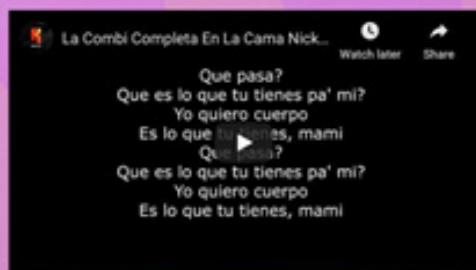 La Combi Completa En La Cama Nick...
Watch later
Share
Que pasa?
Que es lo que tu tienes pa' mi?
Yo quiero cuerpo
Es lo que tu tienes, mami
Que pasa?
Que es lo que tu tienes pa' mi?
Yo quiero cuerpo
Es lo que tu tienes, mami